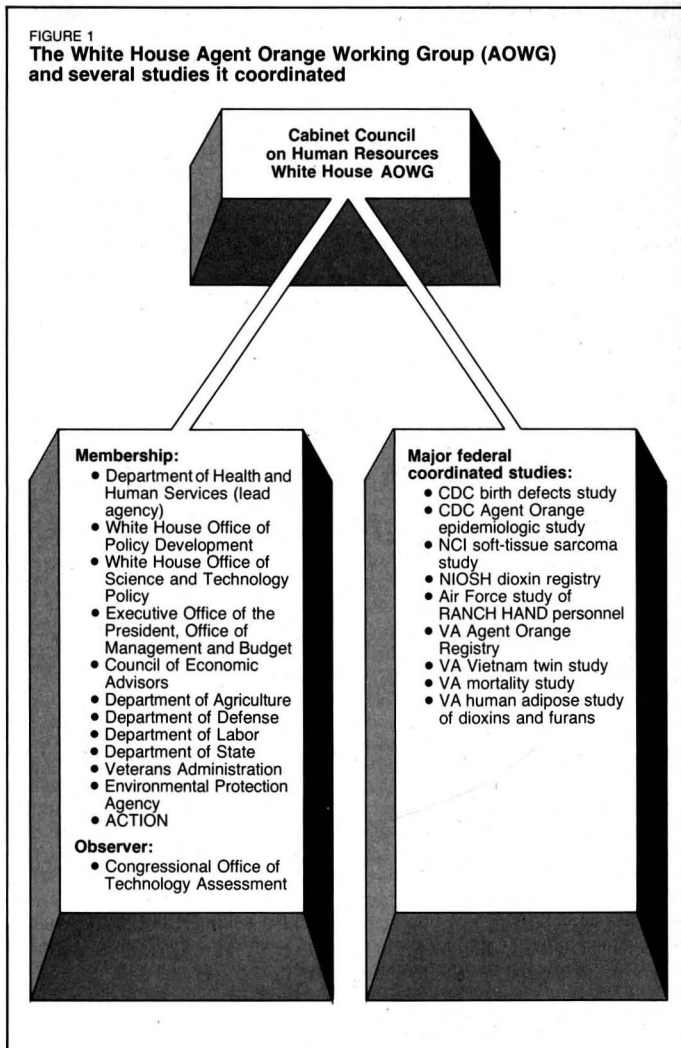 FIGURE 1
The White House Agent Orange Working Group (AOWG)
and several studies it coordinated
Cabinet Council
on Human Resources
White House AOWG
Membership:
• Department of Health and
Human Services (lead
agency)
• White House Office of
Policy Development
• White House Office of
Science and Technology
Policy
• Executive Office of the
President, Office of
Management and Budget
• Council of Economic
Advisors
• Department of Agriculture
• Department of Defense
• Department of Labor
• Department of State
• Veterans Administration
• Environmental Protection
Agency
• ACTION
Observer:
• Congressional Office of
Technology Assessment
Major federal
coordinated studies:
• CDC birth defects study
• CDC Agent Orange
epidemiologic study
• NCI soft-tissue sarcoma
study
• NIOSH dioxin registry
• Air Force study of
RANCH HAND personnel
• VA Agent Orange
Registry
• VA Vietnam twin study
• VA mortality study
• VA human adipose study
of dioxins and furans